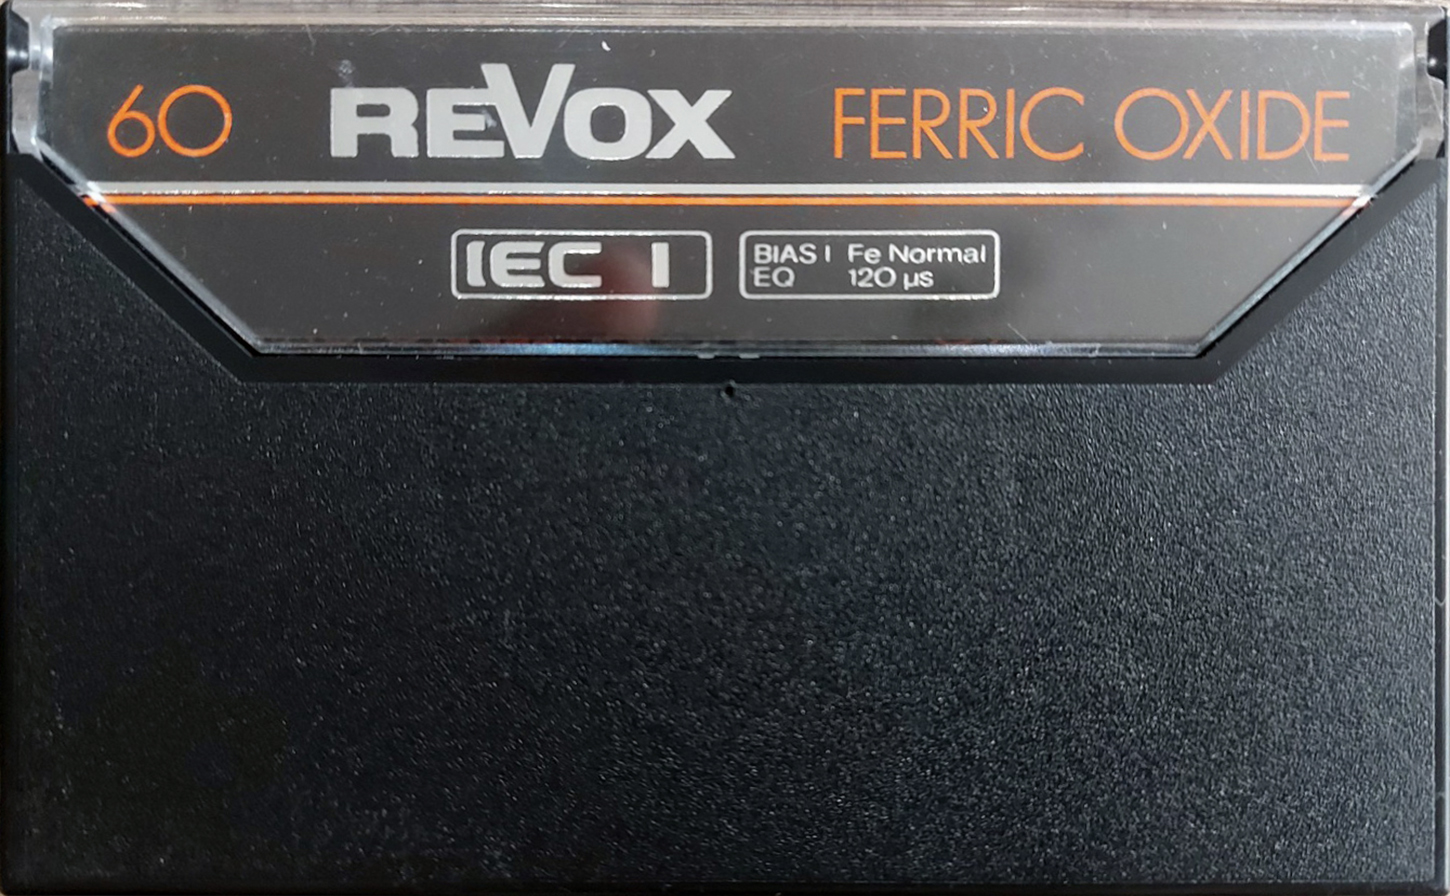 60 REVOX FERRIC OXIDE
IEC I
BIAS I Fe Normal
EQ 120 µs